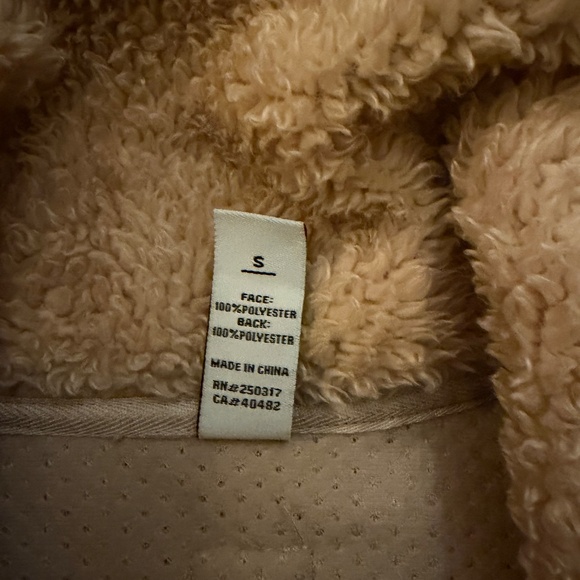 S
FACE:
100%POLYESTER
BACK:
100%POLYESTER
MADE IN CHINA
RN#250317
CA#40482